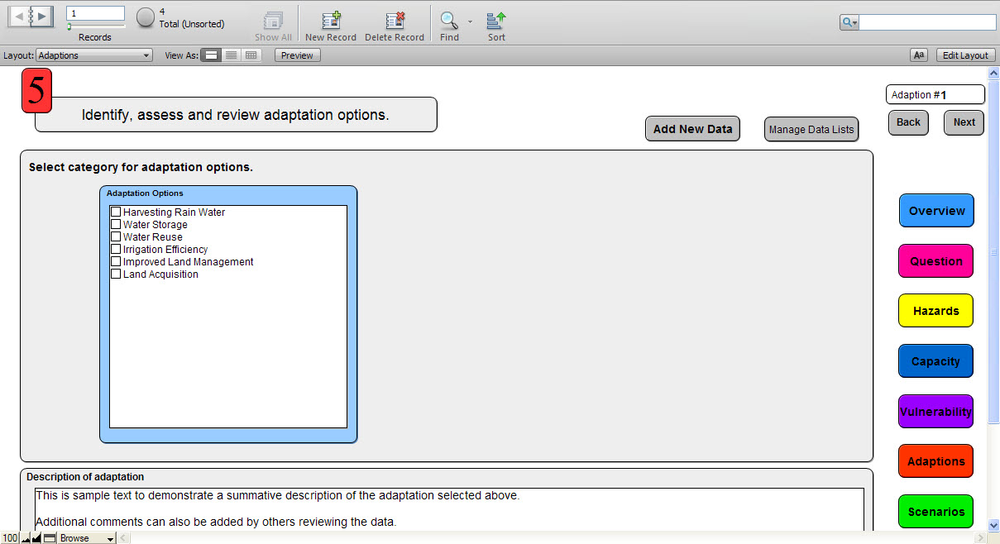 1
Records
4
Total (Unsorted)
Show All
New Record
Delete Record
Find
Sort
Layout: Adaptions
View As:
Preview
Aa
Edit Layout
5
Identify, assess and review adaptation options.
Add New Data
Manage Data Lists
Adaption #1
Back
Next
Select category for adaptation options.
Adaptation Options
Harvesting Rain Water
Water Storage
Water Reuse
Irrigation Efficiency
Improved Land Management
Land Acquisition
Overview
Question
Hazards
Capacity
Vulnerability
Adaptions
Scenarios
Description of adaptation
This is sample text to demonstrate a summative description of the adaptation selected above.
Additional comments can also be added by others reviewing the data.
100
Browse